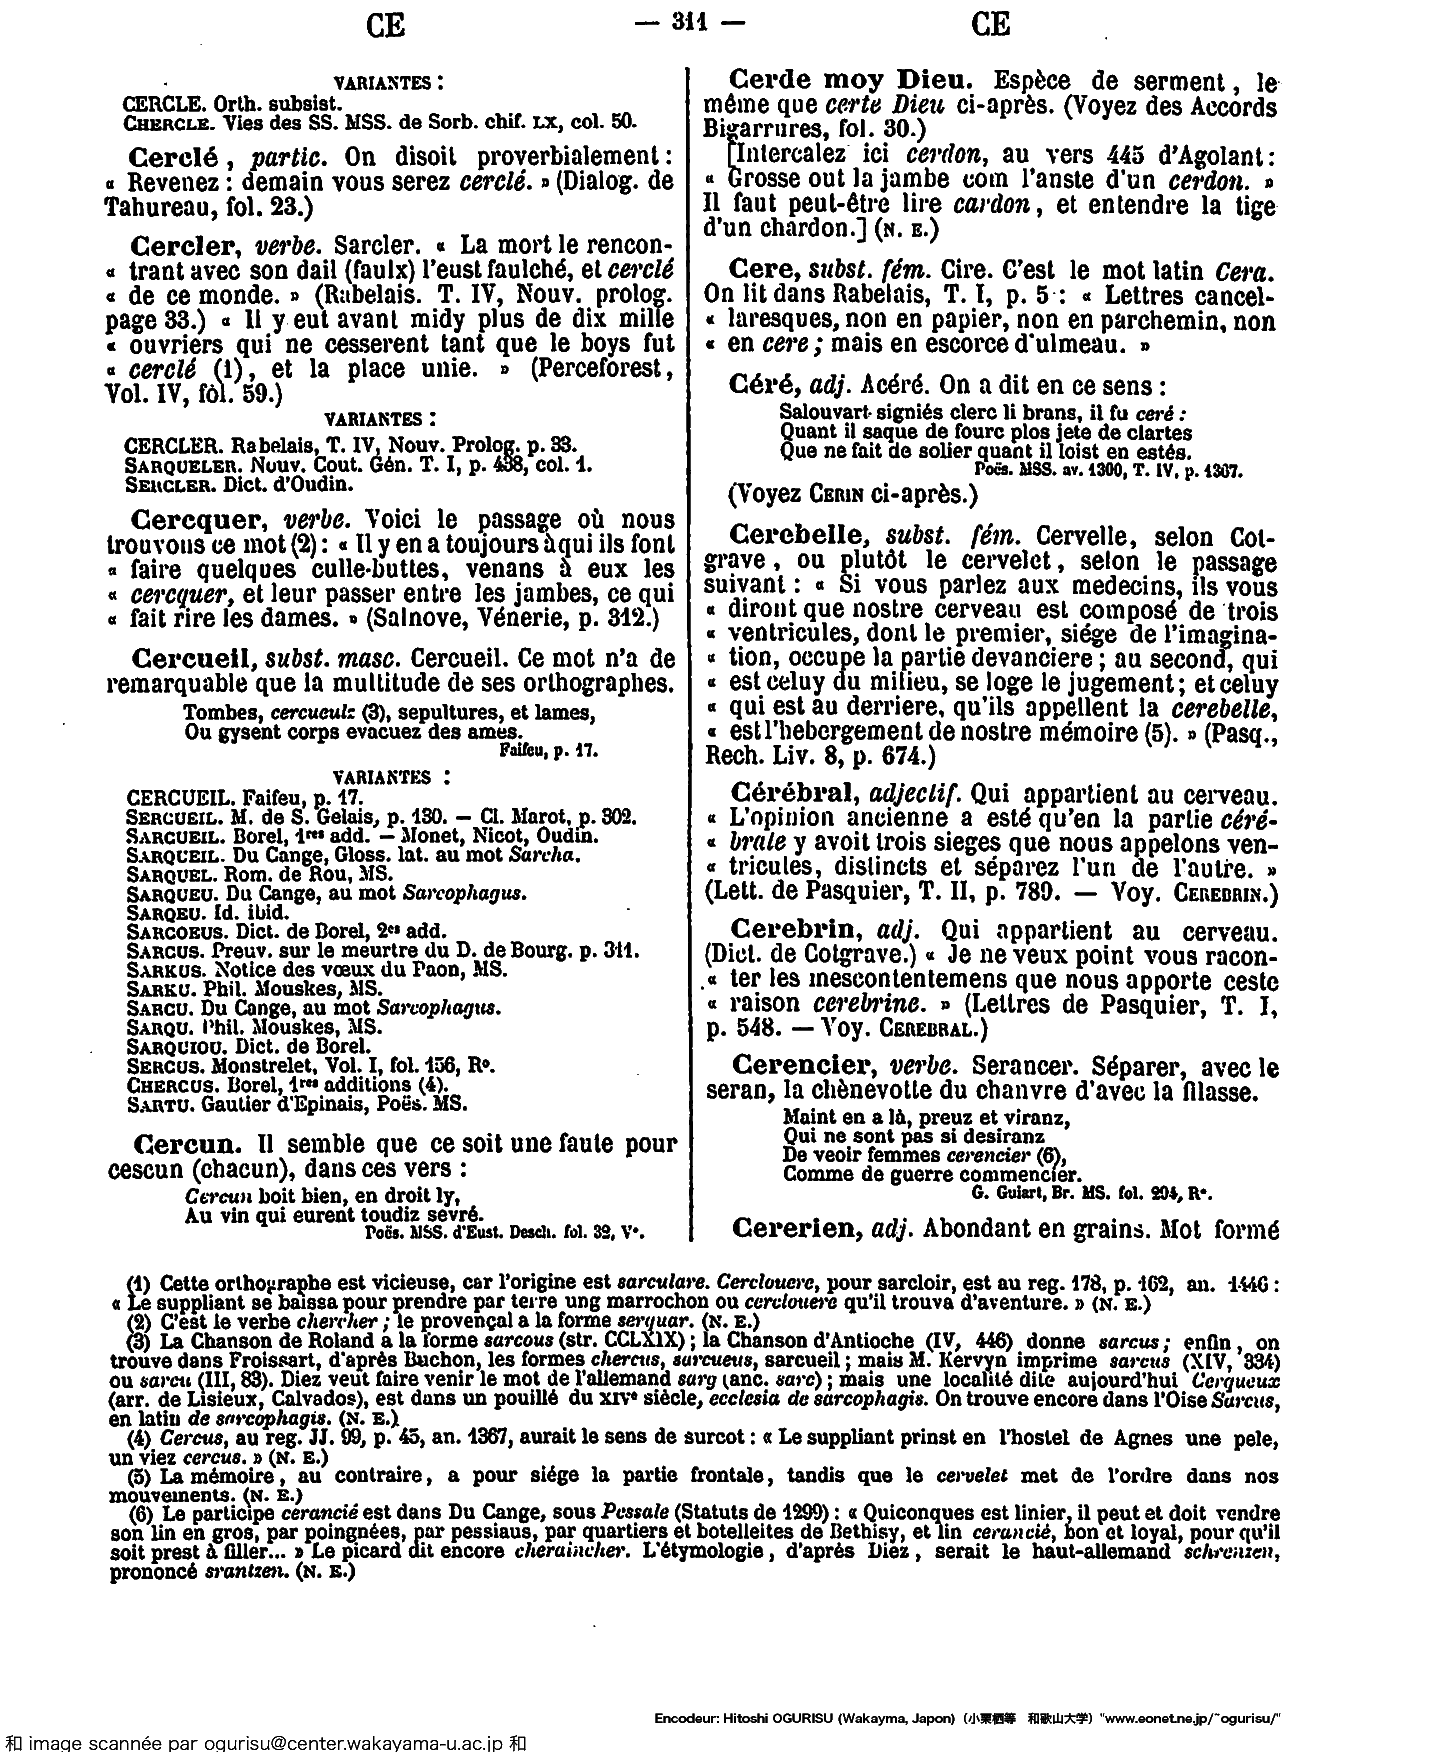 CE — 311 — CE
VARIANTES :
CERCLE. Orth. subsist.
CHERCLE. Vies des SS. MSS. de Sorb. chif. LX, col. 50.
Cerclé, partic. On disoit proverbialement :
« Revenez : demain vous serez cerclé. » (Dialog. de
Tahureau, fol. 23.)
Cercler, verbe. Sarcler. « La mort le rencon-
« trant avec son dail (faulx) l'eust faulché, et cerclé
« de ce monde. » (Rabelais. T. IV, Nouv. prolog.
page 33.) « Il y eut avant midy plus de dix mille
« ouvriers qui ne cesserent tant que le boys fut
« cerclé (1), et la place unie. » (Perceforest,
Vol. IV, fol. 59.)
VARIANTES :
CERCLER. Rabelais, T. IV, Nouv. Prolog. p. 33.
SARQUELER. Nouv. Cout. Gén. T. I, p. 438, col. 1.
SERCLER. Dict. d'Oudin.
Cercquer, verbe. Voici le passage où nous
trouvons ce mot (2) : « Il y en a toujours à qui ils font
« faire quelques culle-buttes, venans à eux les
« cercquer, et leur passer entre les jambes, ce qui
« fait rire les dames. » (Salnove, Vénerie, p. 312.)
Cercueil, subst. masc. Cercueil. Ce mot n'a de
remarquable que la multitude de ses orthographes.
Tombes, cercueulz (3), sepultures, et lames,
Ou gysent corps evacuez des ames.
Faifeu, p. 17.
VARIANTES :
CERCUEIL. Faifeu, p. 17.
SERCUEIL. M. de S. Gelais, p. 130. — Cl. Marot, p. 302.
SARCUEIL. Borel, 1res add. — Monet, Nicot, Oudin.
SARQUEIL. Du Cange, Gloss. lat. au mot Sarcha.
SARQUEL. Rom. de Rou, MS.
SARQUEU. Du Cange, au mot Sarcophagus.
SARQEU. Id. ibid.
SARCOEUS. Dict. de Borel, 2es add.
SARCUS. Preuv. sur le meurtre du D. de Bourg. p. 311.
SARKUS. Notice des vœux du Paon, MS.
SARKU. Phil. Mouskes, MS.
SARCU. Du Cange, au mot Sarcophagus.
SARQU. Phil. Mouskes, MS.
SARQUIOU. Dict. de Borel.
SERCUS. Monstrelet, Vol. I, fol. 156, R°.
CHERCUS. Borel, 1res additions (4).
SARTU. Gautier d'Epinais, Poës. MS.
Cercun. Il semble que ce soit une faute pour
cescun (chacun), dans ces vers :
Cercun boit bien, en droit ly,
Au vin qui eurent toudiz sevré.
Poës. MSS. d'Eust. Desch. fol. 32, V°.
Cerde moy Dieu. Espèce de serment, le
même que certe Dieu ci-après. (Voyez des Accords
Bigarrures, fol. 30.)
[Intercalez ici cerdon, au vers 445 d'Agolant :
« Grosse out la jambe com l'anste d'un cerdon. »
Il faut peut-être lire cardon, et entendre la tige
d'un chardon.] (N. E.)
Cere, subst. fém. Cire. C'est le mot latin Cera.
On lit dans Rabelais, T. I, p. 5 : « Lettres cancel-
« laresques, non en papier, non en parchemin, non
« en cere ; mais en escorce d'ulmeau. »
Céré, adj. Acéré. On a dit en ce sens :
Salouvart signiés clerc li brans, il fu ceré :
Quant il saque de fourc plos jete de clartes
Que ne fait de solier quant il loist en estés.
Poës. MSS. av. 1300, T. IV, p. 1367.
(Voyez CERIN ci-après.)
Cerebelle, subst. fém. Cervelle, selon Cot-
grave, ou plutôt le cervelet, selon le passage
suivant : « Si vous parlez aux medecins, ils vous
« diront que nostre cerveau est composé de trois
« ventricules, dont le premier, siége de l'imagina-
« tion, occupe la partie devanciere ; au second, qui
« est celuy du milieu, se loge le jugement ; et celuy
« qui est au derriere, qu'ils appellent la cerebelle,
« est l'hebergement de nostre mémoire (5). » (Pasq.,
Rech. Liv. 8, p. 674.)
Cérébral, adjectif. Qui appartient au cerveau.
« L'opinion ancienne a esté qu'en la partie céré-
« brale y avoit trois sieges que nous appelons ven-
« tricules, distincts et séparez l'un de l'autre. »
(Lett. de Pasquier, T. II, p. 789. — Voy. CEREBRIN.)
Cerebrin, adj. Qui appartient au cerveau.
(Dict. de Cotgrave.) « Je ne veux point vous racon-
« ter les mescontentemens que nous apporte ceste
« raison cerebrine. » (Lettres de Pasquier, T. I,
p. 548. — Voy. CEREBRAL.)
Cerencier, verbe. Serancer. Séparer, avec le
seran, la chènevotte du chanvre d'avec la filasse.
Maint en a là, preuz et viranz,
Qui ne sont pas si desiranz
De veoir femmes cerencier (6),
Comme de guerre commencier.
G. Guiart, Br. MS. fol. 204, R°.
Cererien, adj. Abondant en grains. Mot formé
(1) Cette orthographe est vicieuse, car l'origine est sarculare. Cerclouere, pour sarcloir, est au reg. 178, p. 162, an. 1446 :
« Le suppliant se baissa pour prendre par terre ung marrochon ou cerclouere qu'il trouva d'aventure. » (N. E.)
(2) C'est le verbe chercher ; le provençal a la forme serquar. (N. E.)
(3) La Chanson de Roland a la forme sarcous (str. CCLXIX) ; la Chanson d'Antioche (IV, 446) donne sarcus ; enfin, on
trouve dans Froissart, d'après Buchon, les formes chercus, sarcueus, sarcueil ; mais M. Kervyn imprime sarcus (XIV, 334)
ou sarcu (III, 83). Diez veut faire venir le mot de l'allemand sarg (anc. sarc) ; mais une localité dite aujourd'hui Cerqueux
(arr. de Lisieux, Calvados), est dans un pouillé du XIVe siècle, ecclesia de sarcophagis. On trouve encore dans l'Oise Sarcus,
en latin de sarcophagis. (N. E.)
(4) Cercus, au reg. JJ. 99, p. 45, an. 1367, aurait le sens de surcot : « Le suppliant prinst en l'hostel de Agnes une pele,
un viez cercus. » (N. E.)
(5) La mémoire, au contraire, a pour siége la partie frontale, tandis que le cervelet met de l'ordre dans nos
mouvements. (N. E.)
(6) Le participe cerancié est dans Du Cange, sous Pessale (Statuts de 1299) : « Quiconques est linier, il peut et doit vendre
son lin en gros, par poingnées, par pessiaus, par quartiers et botelleites de Bethisy, et lin cerancié, bon et loyal, pour qu'il
soit prest à filler... » Le picard dit encore cheraincher. L'étymologie, d'après Diez, serait le haut-allemand schrenzen,
prononcé srantzen. (N. E.)
Encodeur: Hitoshi OGURISU (Wakayma, Japon) (小栗栖等 和歌山大学) "www.eonet.ne.jp/~ogurisu/"
和 image scannée par ogurisu@center.wakayama-u.ac.jp 和